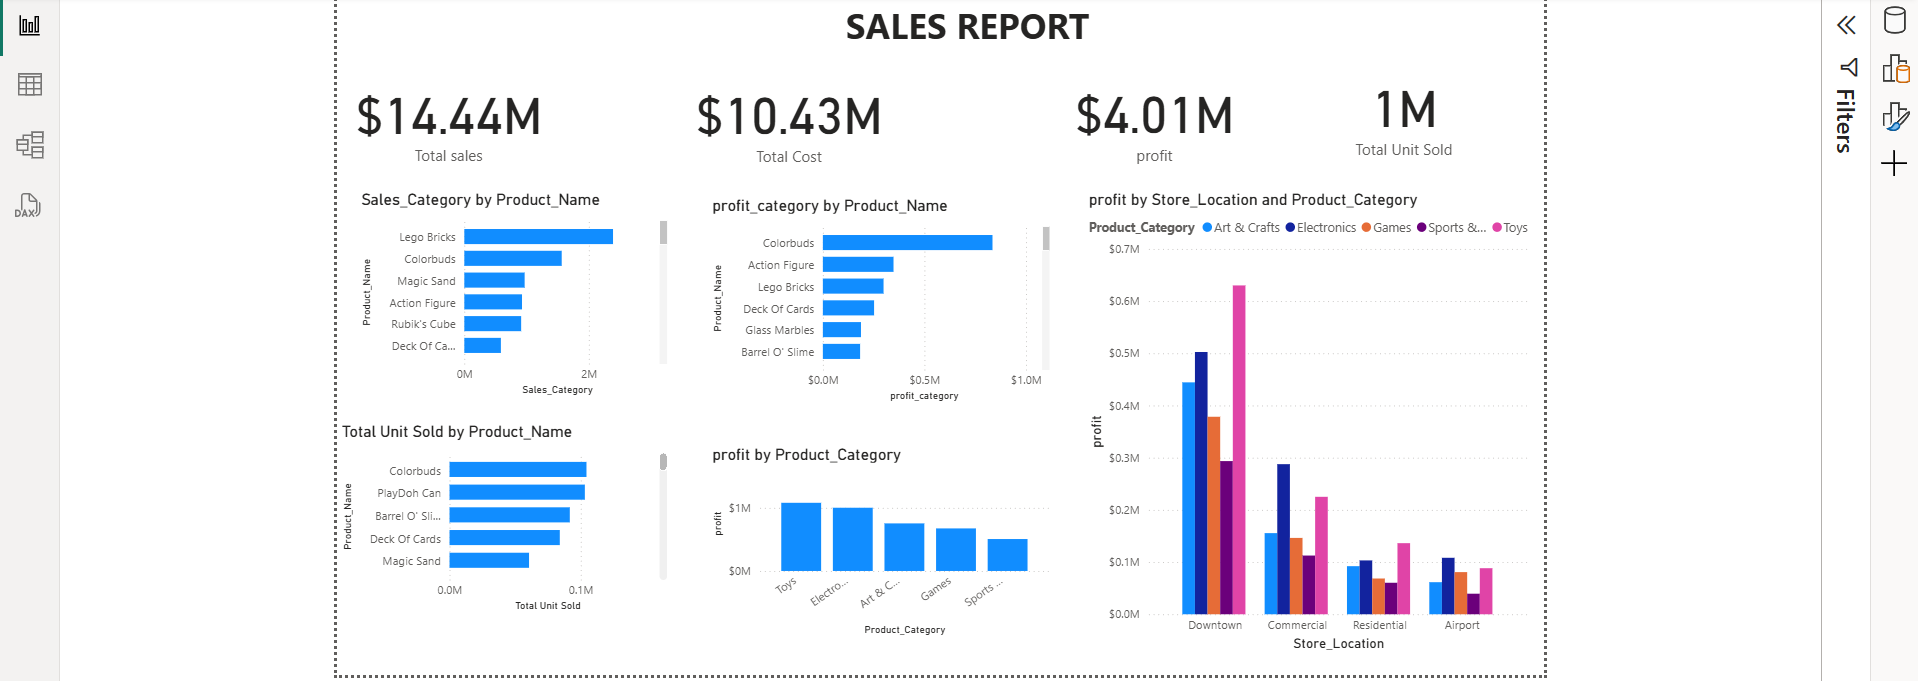 SALES REPORT
$14.44M
Total sales
$10.43M
Total Cost
$4.01M
profit
1M
Total Unit Sold
Sales_Category by Product_Name
Product_Name
Lego Bricks
Colorbuds
Magic Sand
Action Figure
Rubik's Cube
Deck Of Ca...
0M 2M
Sales_Category
profit_category by Product_Name
Product_Name
Colorbuds
Action Figure
Lego Bricks
Deck Of Cards
Glass Marbles
Barrel O' Slime
$0.0M $0.5M $1.0M
profit_category
profit by Store_Location and Product_Category
Product_Category Art & Crafts Electronics Games Sports &... Toys
profit
$0.7M
$0.6M
$0.5M
$0.4M
$0.3M
$0.2M
$0.1M
$0.0M
Downtown Commercial Residential Airport
Store_Location
Total Unit Sold by Product_Name
Product_Name
Colorbuds
PlayDoh Can
Barrel O' Sli...
Deck Of Cards
Magic Sand
0.0M 0.1M
Total Unit Sold
profit by Product_Category
profit
$1M
$0M
Toys Electro... Art & C... Games Sports ...
Product_Category
Filters
DAX